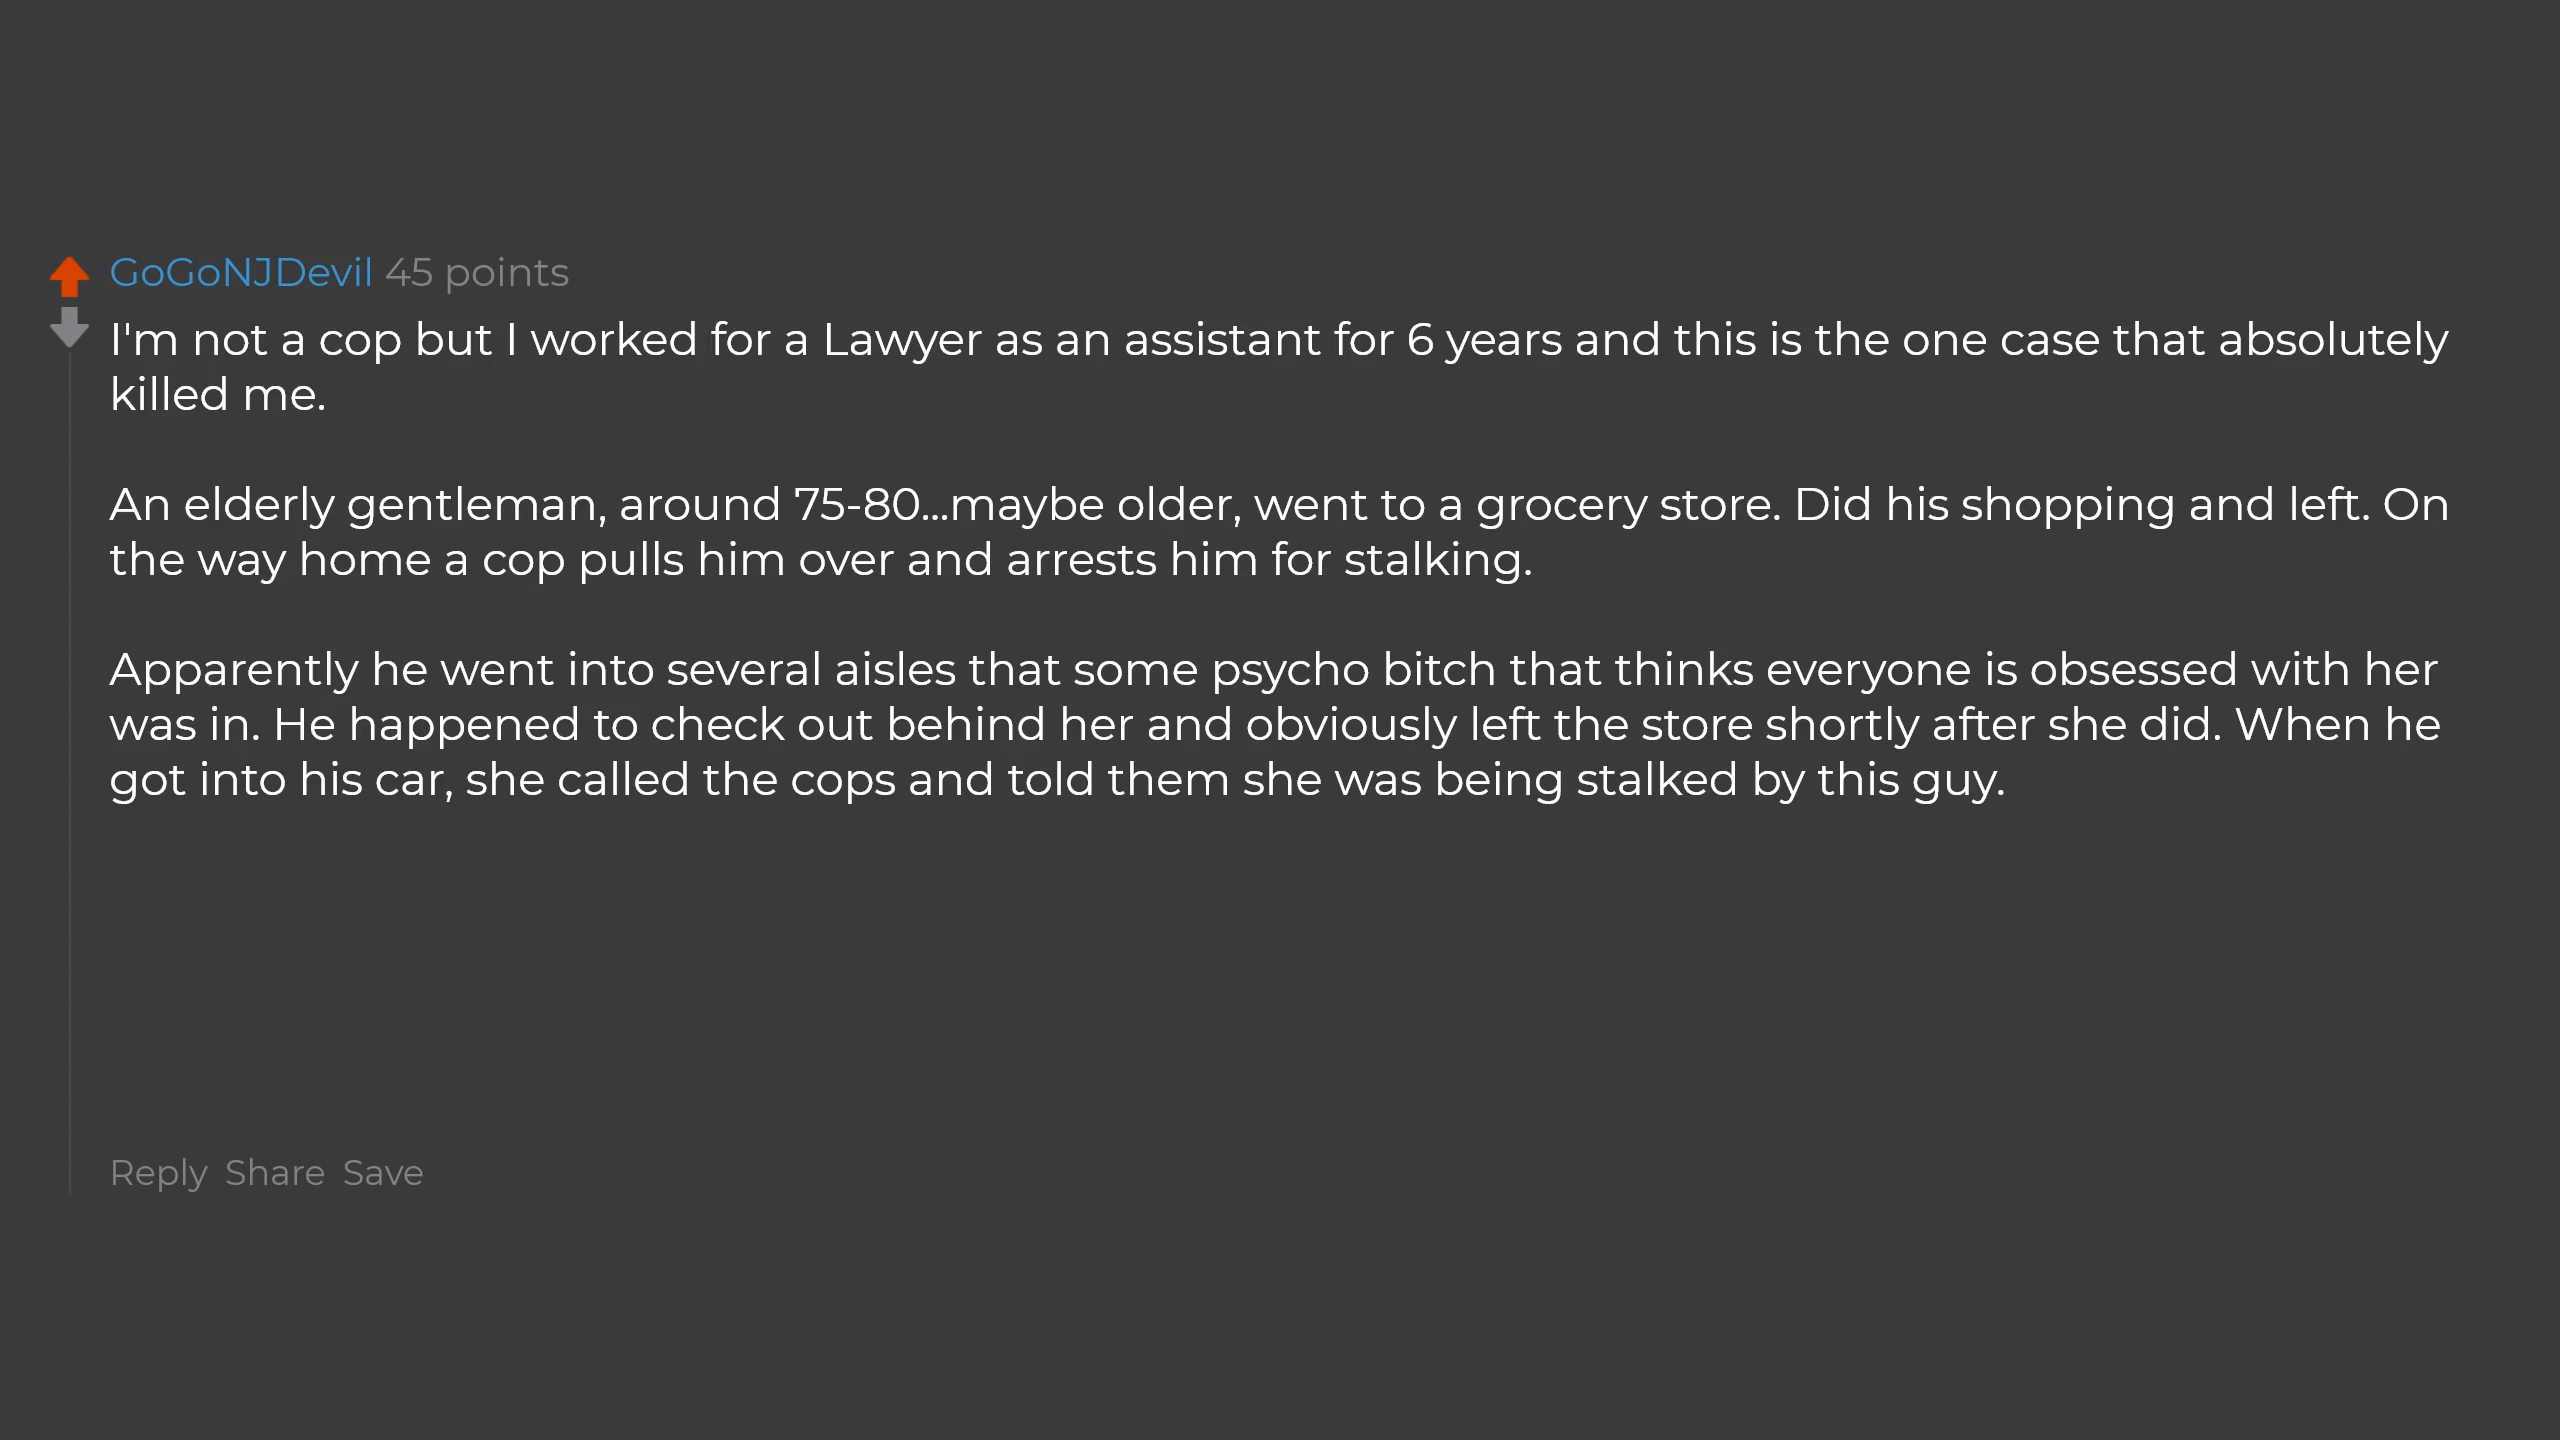 GoGoNJDevil 45 points
I'm not a cop but I worked for a Lawyer as an assistant for 6 years and this is the one case that absolutely
killed me.
An elderly gentleman, around 75-80...maybe older, went to a grocery store. Did his shopping and left. On
the way home a cop pulls him over and arrests him for stalking.
Apparently he went into several aisles that some psycho bitch that thinks everyone is obsessed with her
was in. He happened to check out behind her and obviously left the store shortly after she did. When he
got into his car, she called the cops and told them she was being stalked by this guy.
Reply Share Save